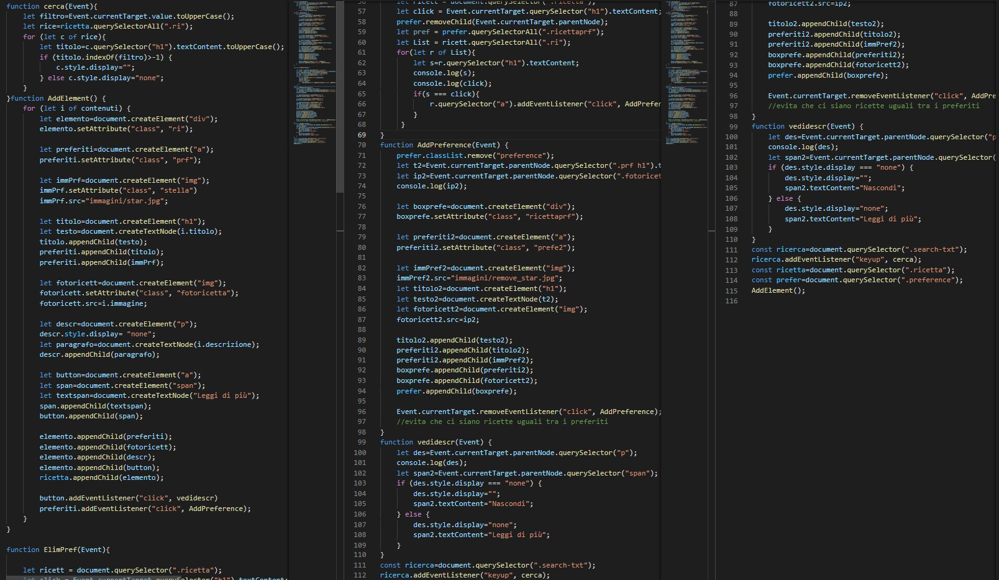 function cerca(Event){
let filtro=Event.currentTarget.value.toUpperCase();
let rice=ricetta.querySelectorAll(".ri");
for (let c of rice){
let titolo=c.querySelector("h1").textContent.toUpperCase();
if (titolo.indexOf(filtro)>-1) {
c.style.display="";
} else c.style.display="none";
}
}function AddElement() {
for (let i of contenuti) {
let elemento=document.createElement("div");
elemento.setAttribute("class", "ri");
let preferiti=document.createElement("a");
preferiti.setAttribute("class", "prf");
let immPrf=document.createElement("img");
immPrf.setAttribute("class", "stella")
immPrf.src="immagini/star.jpg";
let titolo=document.createElement("h1");
let testo=document.createTextNode(i.titolo);
titolo.appendChild(testo);
preferiti.appendChild(titolo);
preferiti.appendChild(immPrf);
let fotoricett=document.createElement("img");
fotoricett.setAttribute("class", "fotoricetta");
fotoricett.src=i.immagine;
let descr=document.createElement("p");
descr.style.display= "none";
let paragrafo=document.createTextNode(i.descrizione);
descr.appendChild(paragrafo);
let button=document.createElement("a");
let span=document.createElement("span");
let textspan=document.createTextNode("Leggi di più");
span.appendChild(textspan);
button.appendChild(span);
elemento.appendChild(preferiti);
elemento.appendChild(fotoricett);
elemento.appendChild(descr);
elemento.appendChild(button);
ricetta.appendChild(elemento);
button.addEventListener("click", vedidescr)
preferiti.addEventListener("click", AddPreference);
}
}
function ElimPref(Event){
let ricett = document.querySelector(".ricetta");
let click = Event.currentTarget.querySelector("h1").textContent;
56 let ricett = document.querySelector(".ricetta");
57 let click = Event.currentTarget.querySelector("h1").textContent;
58 prefer.removeChild(Event.currentTarget.parentNode);
59 let pref = prefer.querySelectorAll(".ricettaprf");
60 let List = ricett.querySelectorAll(".ri");
61 for(let r of List){
62 let s=r.querySelector("h1").textContent;
63 console.log(s);
64 console.log(click);
65 if(s === click){
66 r.querySelector("a").addEventListener("click", AddPrefer
67 }
68 }
69 }
70 function AddPreference(Event) {
71 prefer.classList.remove("preference");
72 let t2=Event.currentTarget.parentNode.querySelector(".prf h1").t
73 let ip2=Event.currentTarget.parentNode.querySelector(".fotoricet
74 console.log(ip2);
75
76 let boxprefe=document.createElement("div");
77 boxprefe.setAttribute("class", "ricettaprf");
78
79 let preferiti2=document.createElement("a");
80 preferiti2.setAttribute("class", "prefe2");
81
82 let immPref2=document.createElement("img");
83 immPref2.src="immagini/remove_star.jpg";
84 let titolo2=document.createElement("h1");
85 let testo2=document.createTextNode(t2);
86 let fotoricett2=document.createElement("img");
87 fotoricett2.src=ip2;
88
89 titolo2.appendChild(testo2);
90 preferiti2.appendChild(titolo2);
91 preferiti2.appendChild(immPref2);
92 boxprefe.appendChild(preferiti2);
93 boxprefe.appendChild(fotoricett2);
94 prefer.appendChild(boxprefe);
95
96 Event.currentTarget.removeEventListener("click", AddPreference);
97 //evita che ci siano ricette uguali tra i preferiti
98 }
99 function vedidescr(Event) {
100 let des=Event.currentTarget.parentNode.querySelector("p");
101 console.log(des);
102 let span2=Event.currentTarget.parentNode.querySelector("span");
103 if (des.style.display === "none") {
104 des.style.display="";
105 span2.textContent="Nascondi";
106 } else {
107 des.style.display="none";
108 span2.textContent="Leggi di più";
109 }
110 }
111 const ricerca=document.querySelector(".search-txt");
112 ricerca.addEventListener("keyup", cerca);
87 fotoricett2.src=ip2;
88
89 titolo2.appendChild(testo2);
90 preferiti2.appendChild(titolo2);
91 preferiti2.appendChild(immPref2);
92 boxprefe.appendChild(preferiti2);
93 boxprefe.appendChild(fotoricett2);
94 prefer.appendChild(boxprefe);
95
96 Event.currentTarget.removeEventListener("click", AddPre
97 //evita che ci siano ricette uguali tra i preferiti
98 }
99 function vedidescr(Event) {
100 let des=Event.currentTarget.parentNode.querySelector("p
101 console.log(des);
102 let span2=Event.currentTarget.parentNode.querySelector(
103 if (des.style.display === "none") {
104 des.style.display="";
105 span2.textContent="Nascondi";
106 } else {
107 des.style.display="none";
108 span2.textContent="Leggi di più";
109 }
110 }
111 const ricerca=document.querySelector(".search-txt");
112 ricerca.addEventListener("keyup", cerca);
113 const ricetta=document.querySelector(".ricetta");
114 const prefer=document.querySelector(".preference");
115 AddElement();
116